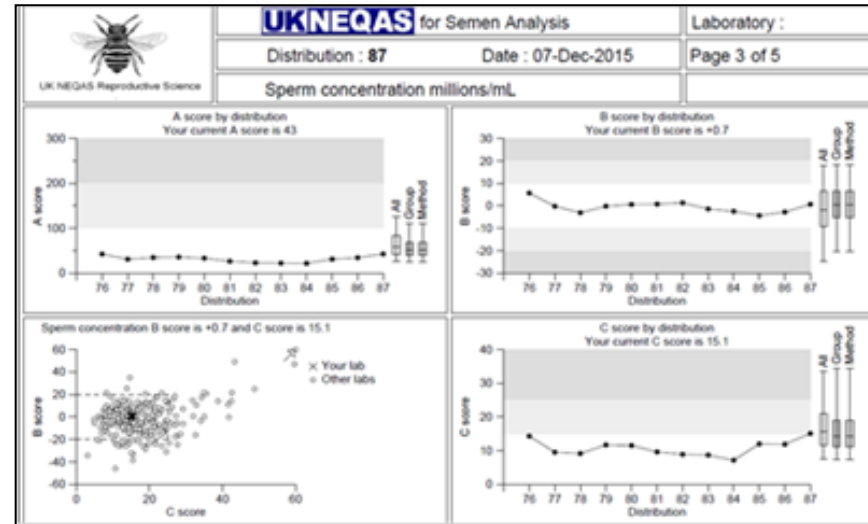 UK NEQAS for Semen Analysis
Laboratory :
Distribution : 87 Date : 07-Dec-2015
Page 3 of 5
UK NEQAS Reproductive Science
Sperm concentration millions/mL
A score by distribution
Your current A score is 43
300
200
100
0
A score
76 77 78 79 80 81 82 83 84 85 86 87
Distribution
All
Group
Method
B score by distribution
Your current B score is +0.7
30
20
10
0
-10
-20
-30
B score
76 77 78 79 80 81 82 83 84 85 86 87
Distribution
All
Group
Method
Sperm concentration B score is +0.7 and C score is 15.1
60
40
20
0
-20
-40
-60
B score
0 20 40 60
C score
× Your lab
Other labs
C score by distribution
Your current C score is 15.1
40
30
20
10
0
C score
76 77 78 79 80 81 82 83 84 85 86 87
Distribution
All
Group
Method